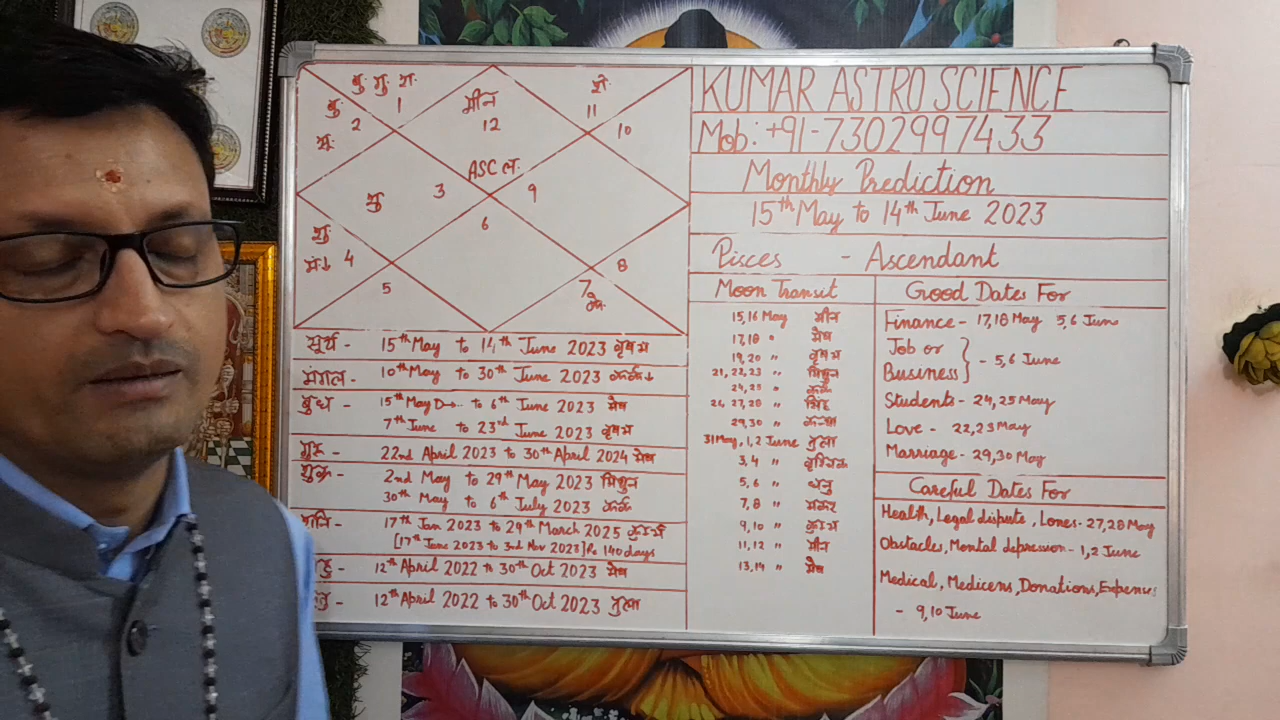 बु. गु. रा.
1
बु.
2
सू.
मीन
12
श.
11
10
ASC ल.
3
9
शु
6
शु
मं↓ 4
8
5
7
के.
KUMAR ASTRO SCIENCE
Mob: +91-7302997433
Monthly Prediction
15th May to 14th June 2023
Pisces - Ascendant
सूर्य - 15th May to 14th June 2023 वृषभ
मंगल - 10th May to 30th June 2023 कर्क↓
बुध - 15th May D→... to 6th June 2023 मेष
7th June to 23rd June 2023 वृषभ
गुरु - 22nd April 2023 to 30th April 2024 मेष
शुक्र - 2nd May to 29th May 2023 मिथुन
30th May to 6th July 2023 कर्क
शनि - 17th Jan 2023 to 29th March 2025 कुम्भ
[17th June 2023 to 3rd Nov 2023] R 140 days
12th April 2022 to 30th Oct 2023 मेष
12th April 2022 to 30th Oct 2023 तुला
Moon Transit
15,16 May मीन
17,18 " मेष
19,20 " वृषभ
21,22,23 " मिथुन
24,25 " कर्क
26,27,28 " सिंह
29,30 " कन्या
31 May, 1,2 June तुला
3,4 " वृश्चिक
5,6 " धनु
7,8 " मकर
9,10 " कुम्भ
11,12 " मीन
13,14 " मेष
Good Dates For
Finance - 17,18 May 5,6 June
Job or
Business } - 5,6 June
Students - 24,25 May
Love - 22,23 May
Marriage - 29,30 May
Careful Dates For
Health, Legal disputs, Lones - 27,28 May
Obstacles, Mental depression - 1,2 June
Medical, Medicens, Donations, Expenses
- 9,10 June